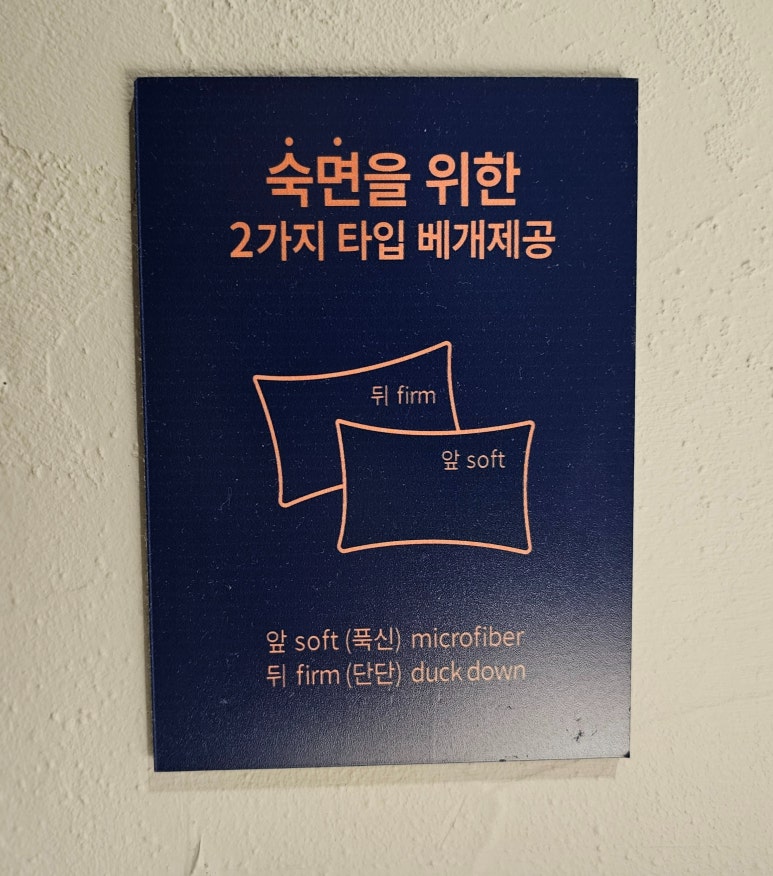 숙면을 위한
2가지 타입 베개제공
뒤 firm
앞 soft
앞 soft (푹신) microfiber
뒤 firm (단단) duck down